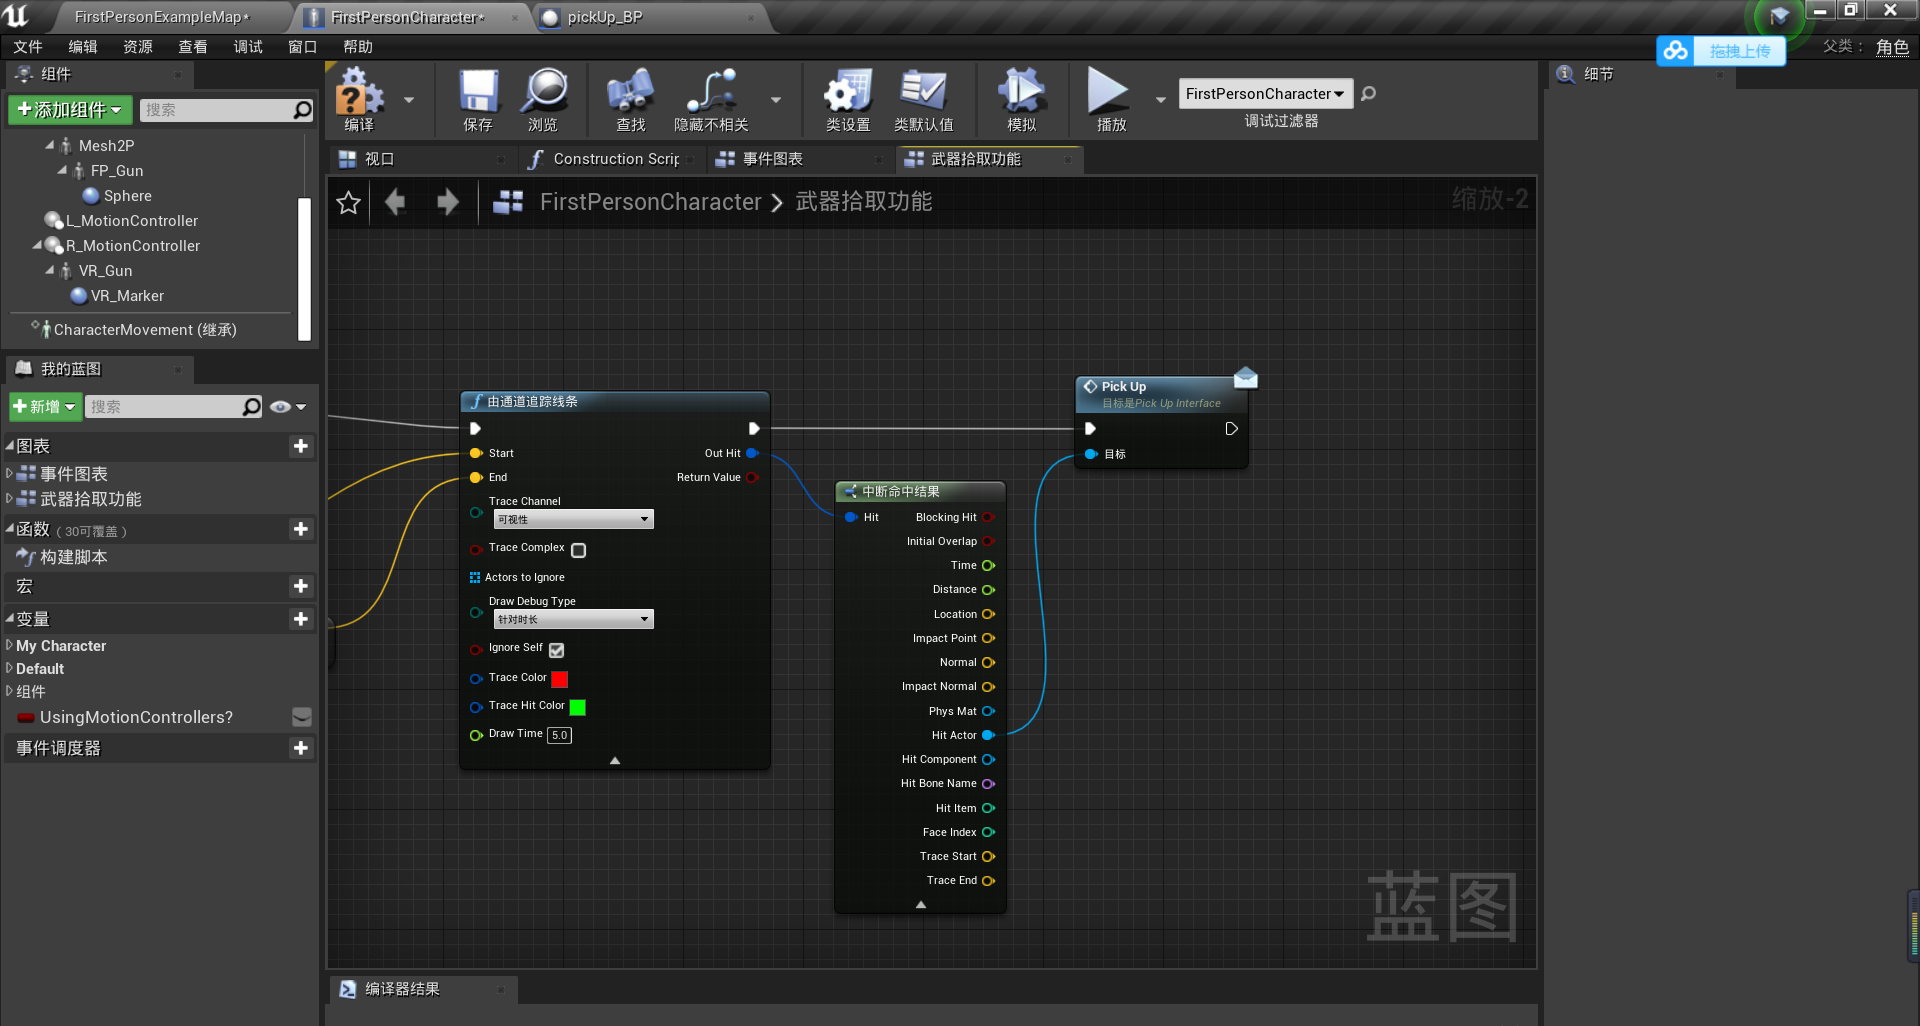 FirstPersonExampleMap*
FirstPersonCharacter*
pickUp_BP
文件 编辑 资源 查看 调试 窗口 帮助
拖拽上传
父类： 角色
组件
添加组件
搜索
Mesh2P
FP_Gun
Sphere
L_MotionController
R_MotionController
VR_Gun
VR_Marker
CharacterMovement (继承)
我的蓝图
新增
搜索
图表
事件图表
武器拾取功能
函数 （30可覆盖）
构建脚本
宏
变量
My Character
Default
组件
UsingMotionControllers?
事件调度器
编译
保存
浏览
查找
隐藏不相关
类设置
类默认值
模拟
播放
FirstPersonCharacter
调试过滤器
视口
Construction Scrip
事件图表
武器拾取功能
FirstPersonCharacter > 武器拾取功能
缩放-2
由通道追踪线条
Start
End
Out Hit
Return Value
Trace Channel
可视性
Trace Complex
Actors to Ignore
Draw Debug Type
针对时长
Ignore Self
Trace Color
Trace Hit Color
Draw Time 5.0
中断命中结果
Hit
Blocking Hit
Initial Overlap
Time
Distance
Location
Impact Point
Normal
Impact Normal
Phys Mat
Hit Actor
Hit Component
Hit Bone Name
Hit Item
Face Index
Trace Start
Trace End
Pick Up
目标是Pick Up Interface
目标
蓝图
编译器结果
细节